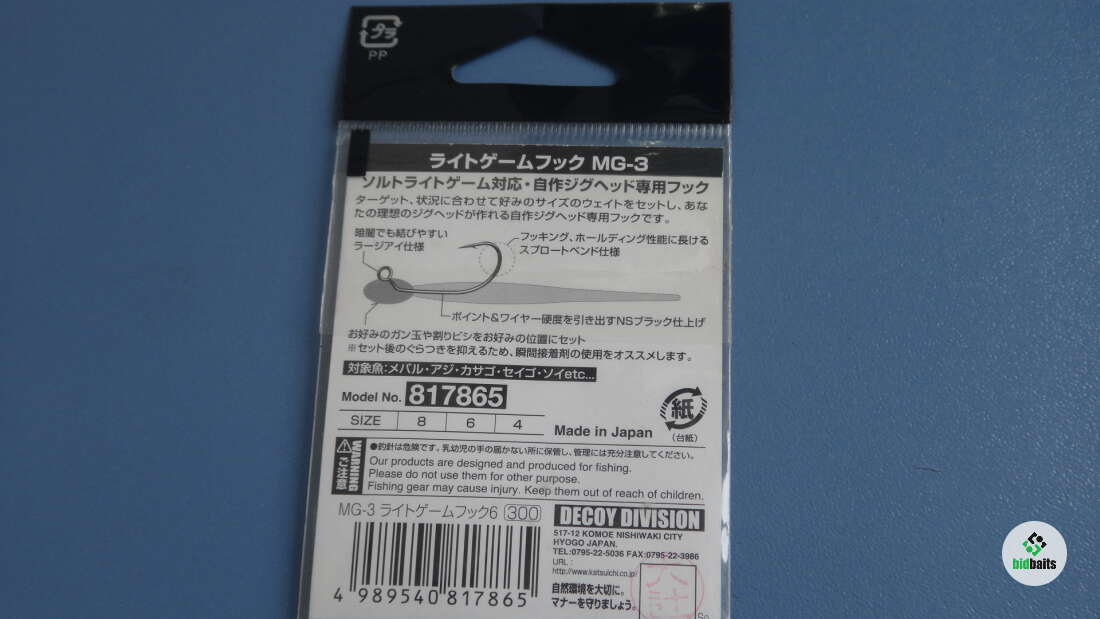 プラ
PP
ライトゲームフック MG-3
ソルトライトゲーム対応・自作ジグヘッド専用フック
ターゲット、状況に合わせて好みのサイズのウェイトをセットし、あな
たの理想のジグヘッドが作れる自作ジグヘッド専用フックです。
暗闇でも結びやすい
ラージアイ仕様
フッキング、ホールディング性能に長ける
スプロートベンド仕様
ポイント&ワイヤー硬度を引き出すNSブラック仕上げ
お好みのガン玉や割りビシをお好みの位置にセット
※セット後のぐらつきを抑えるため、瞬間接着剤の使用をオススメします。
対象魚:メバル・アジ・カサゴ・セイゴ・ソイetc...
Model No. 817865
SIZE 8 6 4
Made in Japan
紙
(台紙)
WARNING
ご注意
●釣針は危険です。乳幼児の手の届かない所に保管し、管理には充分注意してください。
Our products are designed and produced for fishing.
Please do not use them for other purpose.
Fishing gear may cause injury. Keep them out of reach of children.
MG-3 ライトゲームフック6 300
DECOY DIVISION
517-12 KOMOE NISHIWAKI CITY
HYOGO JAPAN.
TEL:0795-22-5036 FAX:0795-22-3986
URL:
http://www.katsuichi.co.jp
自然環境を大切に。
マナーを守りましょう。
4 989540 817865
bidbaits